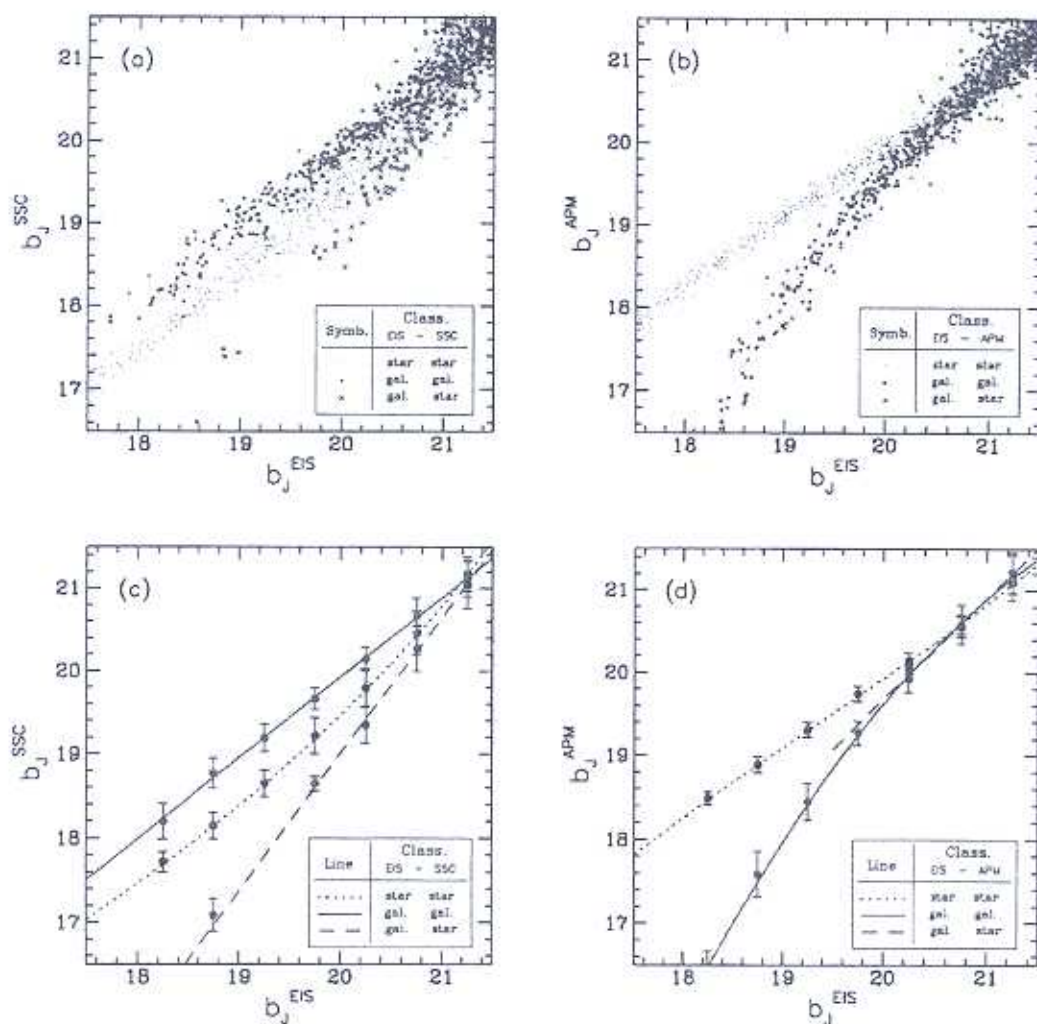 (a)
21
20
19
18
17
b_J^SSC
18 19 20 21
b_J^EIS
Symb. Class.
EIS - SSC
star star
gal. gal.
gal. star
(b)
21
20
19
18
17
b_J^APM
18 19 20 21
b_J^EIS
Symb. Class.
EIS - APM
star star
gal. gal.
gal. star
(c)
21
20
19
18
17
b_J^SSC
18 19 20 21
b_J^EIS
Line Class.
EIS - SSC
star star
gal. gal.
gal. star
(d)
21
20
19
18
17
b_J^APM
18 19 20 21
b_J^EIS
Line Class.
EIS - APM
star star
gal. gal.
gal star